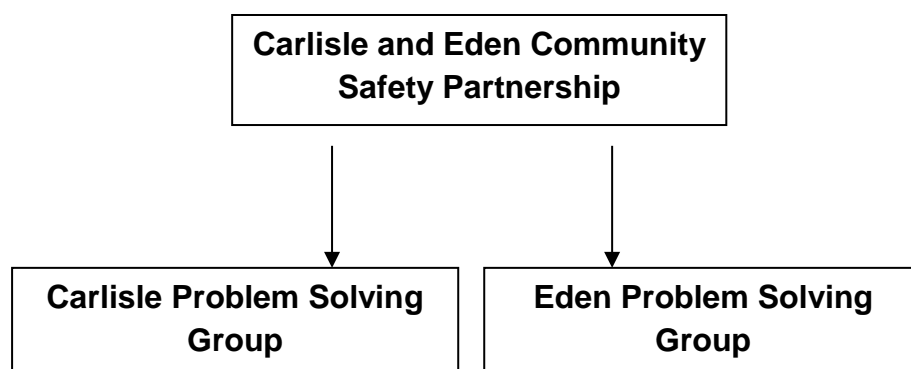 Carlisle and Eden Community
Safety Partnership
Carlisle Problem Solving
Group
Eden Problem Solving
Group